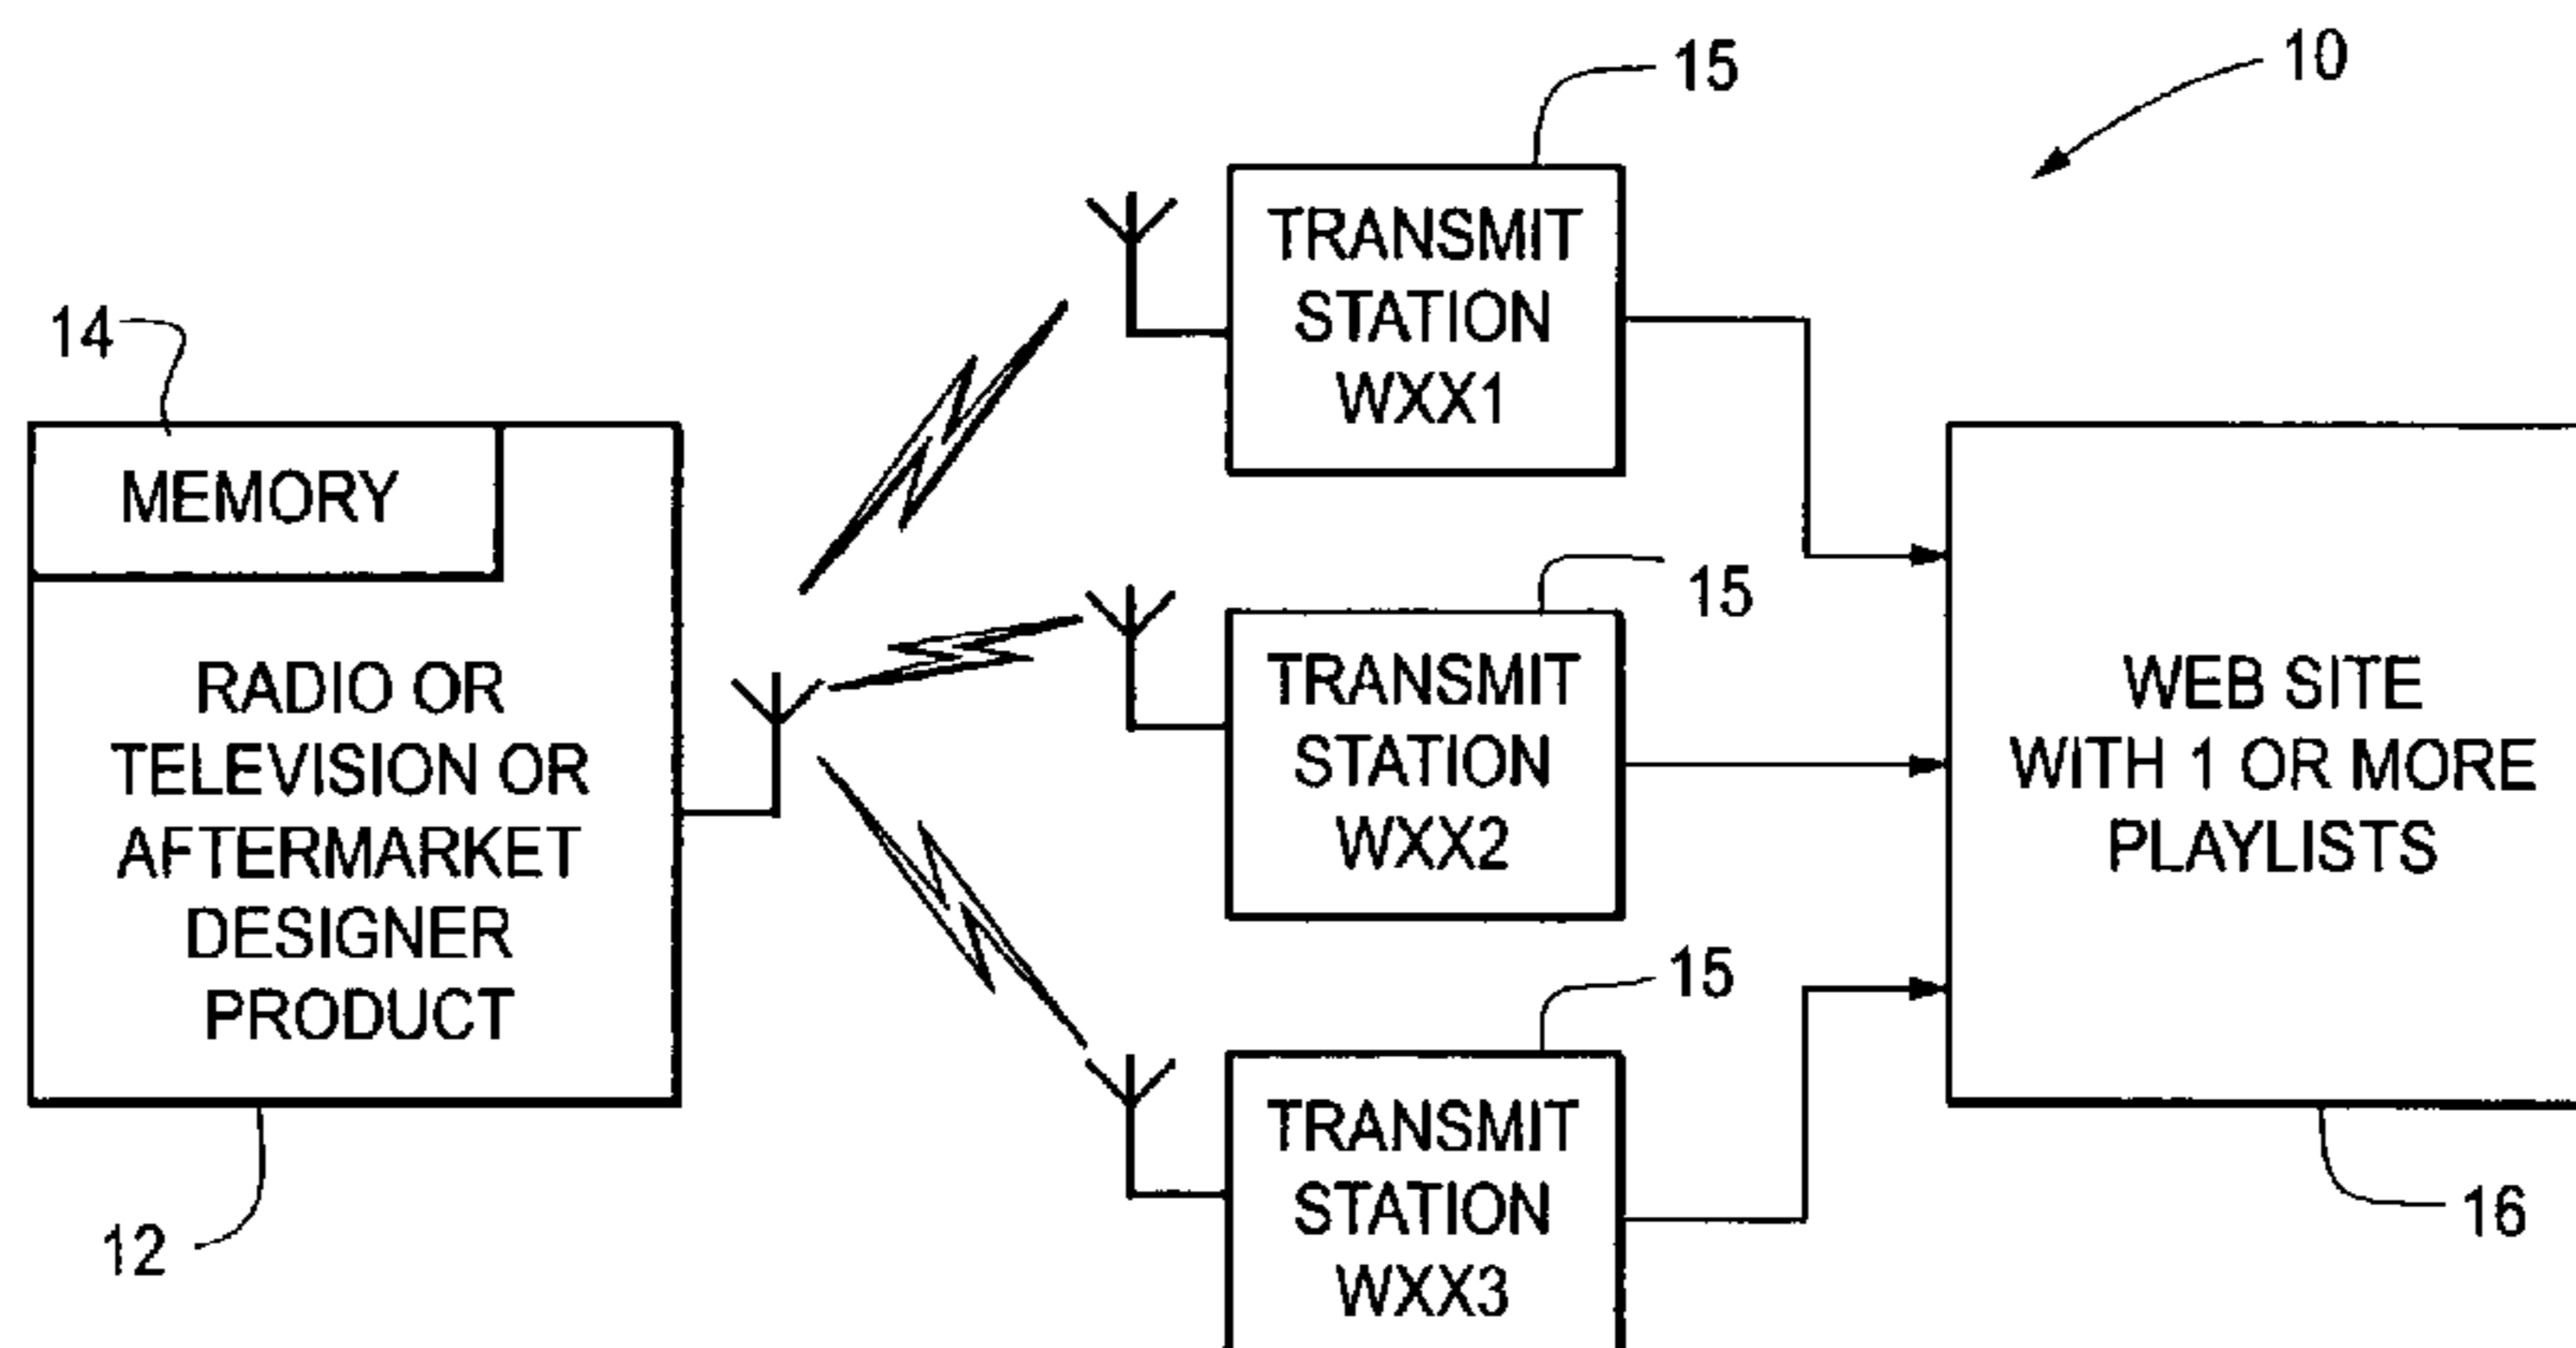 10
15
TRANSMIT
STATION
WXX1
14
MEMORY
RADIO OR
TELEVISION OR
AFTERMARKET
DESIGNER
PRODUCT
12
15
TRANSMIT
STATION
WXX2
15
TRANSMIT
STATION
WXX3
WEB SITE
WITH 1 OR MORE
PLAYLISTS
16